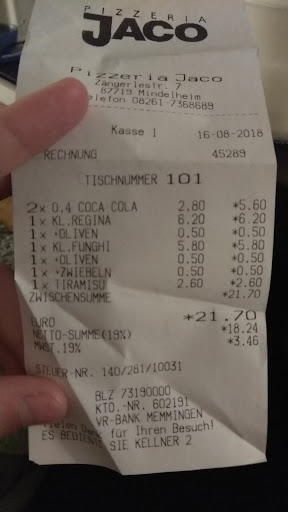 PIZZERIA
JACO
Pizzeria Jaco
Zangerlestr. 7
87719 Mindelheim
Telefon 08261-7368689
Kasse 1 16-08-2018
RECHNUNG 45289
TISCHNUMMER 101
2x 0.4 COCA COLA 2.80 *5.60
1x KL.REGINA 6.20 *6.20
1x +OLIVEN 0.50 *0.50
1x KL.FUNGHI 5.80 *5.80
1x +OLIVEN 0.50 *0.50
1x +ZWIEBELN 0.50 *0.50
1x TIRAMISU 2.60 *2.60
ZWISCHENSUMME *21.70
EURO *21.70
NETTO-SUMME(19%) *18.24
MWST.19% *3.46
STEUER-NR. 140/281/10031
BLZ 73190000
KTO.-NR. 602191
VR-BANK MEMMINGEN
Vielen Dank für Ihren Besuch!
ES BEDIENTE SIE KELLNER 2